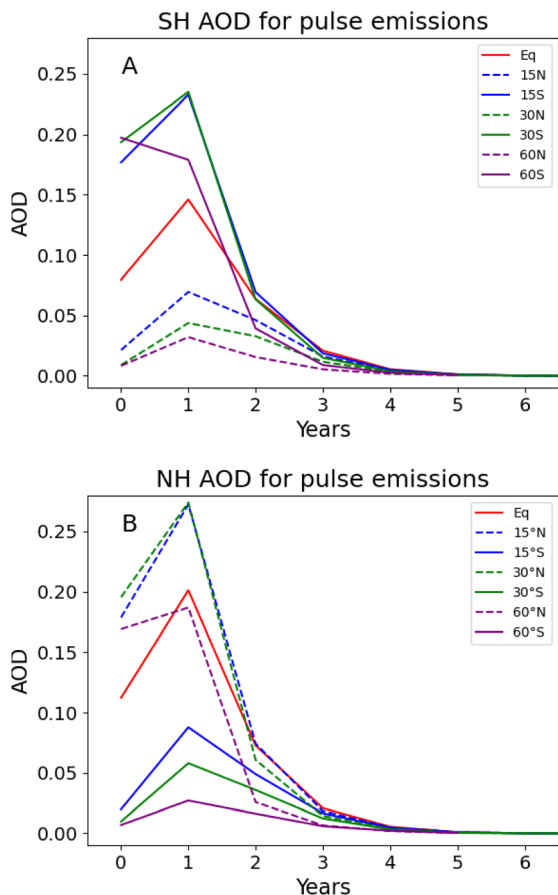 SH AOD for pulse emissions
A
Eq
15N
15S
30N
30S
60N
60S
0.25
0.20
0.15
0.10
0.05
0.00
AOD
0 1 2 3 4 5 6
Years
NH AOD for pulse emissions
B
Eq
15°N
15°S
30°N
30°S
60°N
60°S
0.25
0.20
0.15
0.10
0.05
0.00
AOD
0 1 2 3 4 5 6
Years